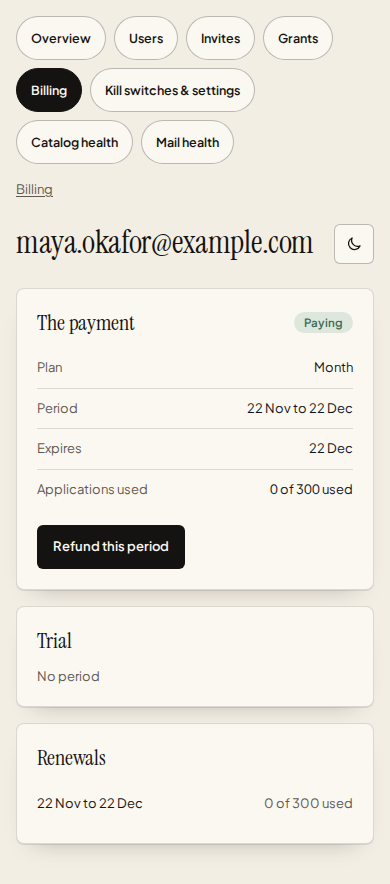 Overview Users Invites Grants
Billing Kill switches & settings
Catalog health Mail health
Billing
maya.okafor@example.com
The payment Paying
Plan Month
Period 22 Nov to 22 Dec
Expires 22 Dec
Applications used 0 of 300 used
Refund this period
Trial
No period
Renewals
22 Nov to 22 Dec 0 of 300 used